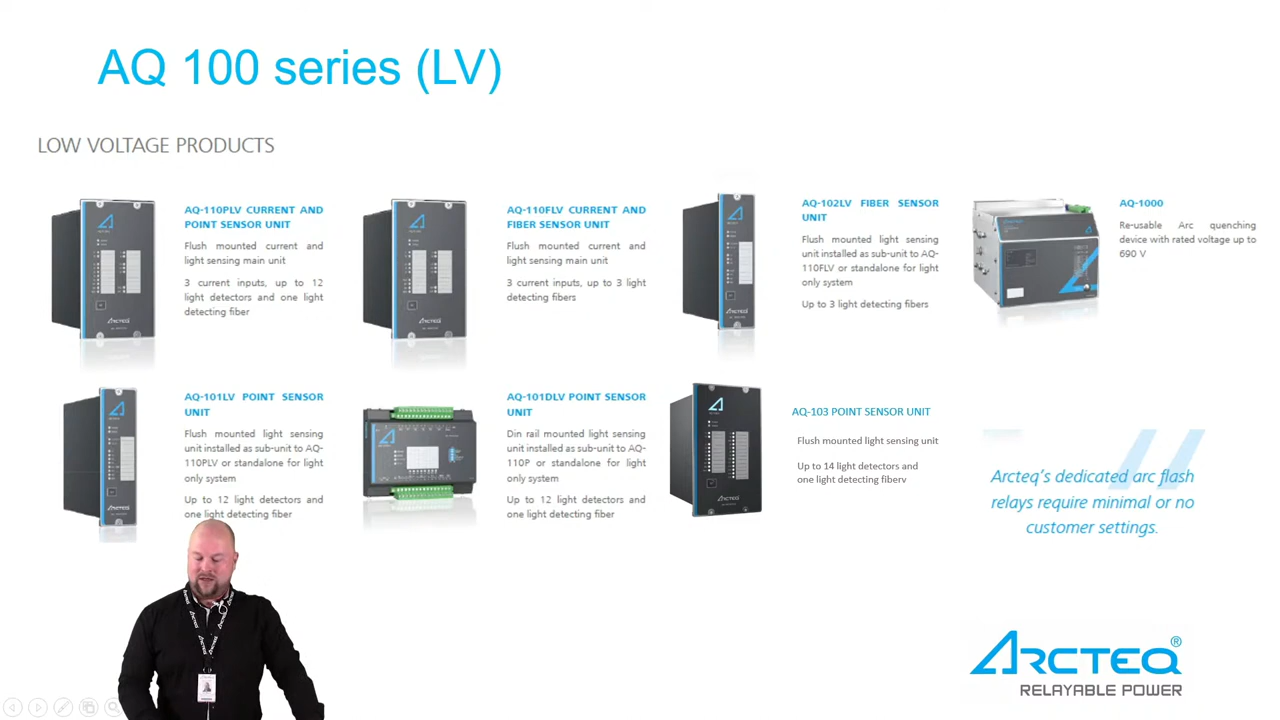 AQ 100 series (LV)
LOW VOLTAGE PRODUCTS
AQ-110PLV CURRENT AND
POINT SENSOR UNIT
Flush mounted current and
light sensing main unit
3 current inputs, up to 12
light detectors and one light
detecting fiber
AQ-110FLV CURRENT AND
FIBER SENSOR UNIT
Flush mounted current and
light sensing main unit
3 current inputs, up to 3 light
detecting fibers
AQ-102LV FIBER SENSOR
UNIT
Flush mounted light sensing
unit installed as sub-unit to AQ-
110FLV or standalone for light
only system
Up to 3 light detecting fibers
AQ-1000
Re-usable Arc quenching
device with rated voltage up to
690 V
AQ-101LV POINT SENSOR
UNIT
Flush mounted light sensing
unit installed as sub-unit to AQ-
110PLV or standalone for light
only system
Up to 12 light detectors and
one light detecting fiber
AQ-101DLV POINT SENSOR
UNIT
Din rail mounted light sensing
unit installed as sub-unit to AQ-
110P or standalone for light
only system
Up to 12 light detectors and
one light detecting fiber
AQ-103 POINT SENSOR UNIT
Flush mounted light sensing unit
Up to 14 light detectors and
one light detecting fiberv
Arcteq's dedicated arc flash
relays require minimal or no
customer settings.
ARCTEQ
ARCTEQ
ARCTEQ
ARCTEQ
ARCTEQ
ARCTEQ®
RELAYABLE POWER